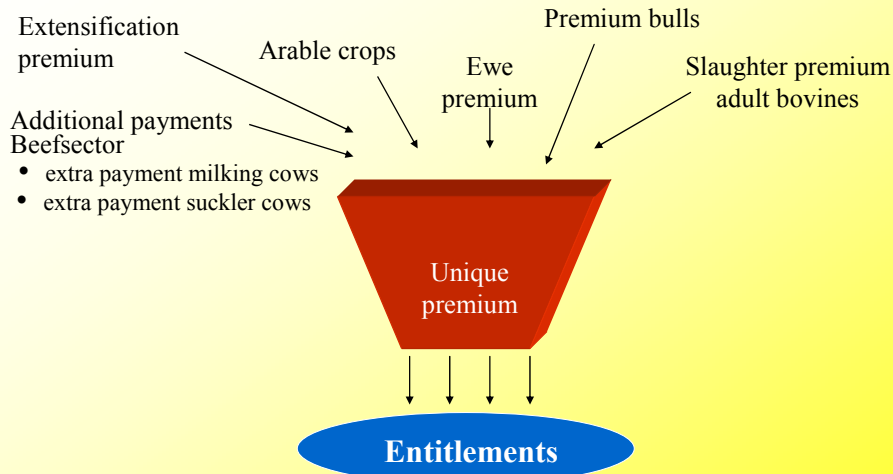 Extensification
premium
Arable crops
Ewe
premium
Premium bulls
Slaughter premium
adult bovines
Additional payments
Beefsector
• extra payment milking cows
• extra payment suckler cows
Unique
premium
Entitlements